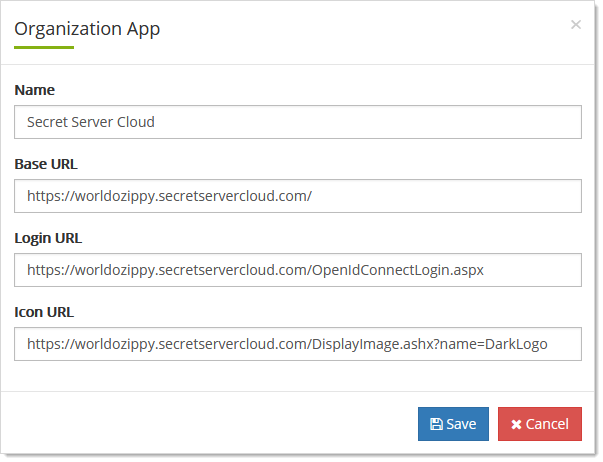 Organization App
×
Name
Secret Server Cloud
Base URL
https://worldozippy.secretservercloud.com/
Login URL
https://worldozippy.secretservercloud.com/OpenIdConnectLogin.aspx
Icon URL
https://worldozippy.secretservercloud.com/DisplayImage.ashx?name=DarkLogo
Save
Cancel